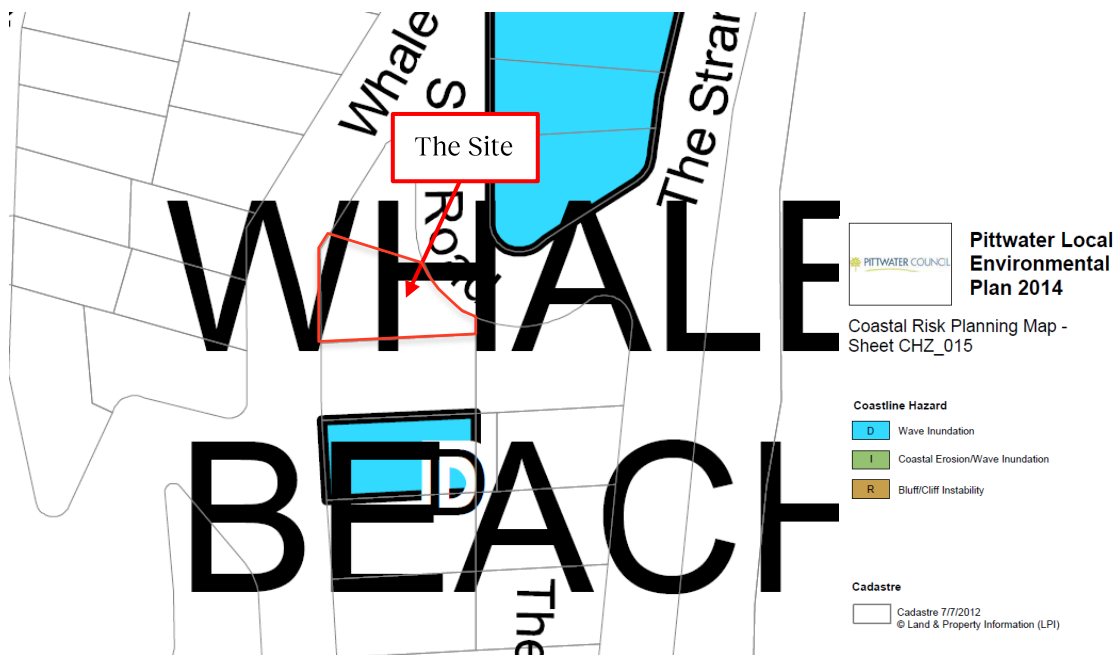 Whale
S
The Stran
The Site
Road
WHALE
BEACH
D
The
PITTWATER COUNCIL
Pittwater Local
Environmental
Plan 2014
Coastal Risk Planning Map -
Sheet CHZ_015
Coastline Hazard
D Wave Inundation
I Coastal Erosion/Wave Inundation
R Bluff/Cliff Instability
Cadastre
Cadastre 7/7/2012
© Land & Property Information (LPI)